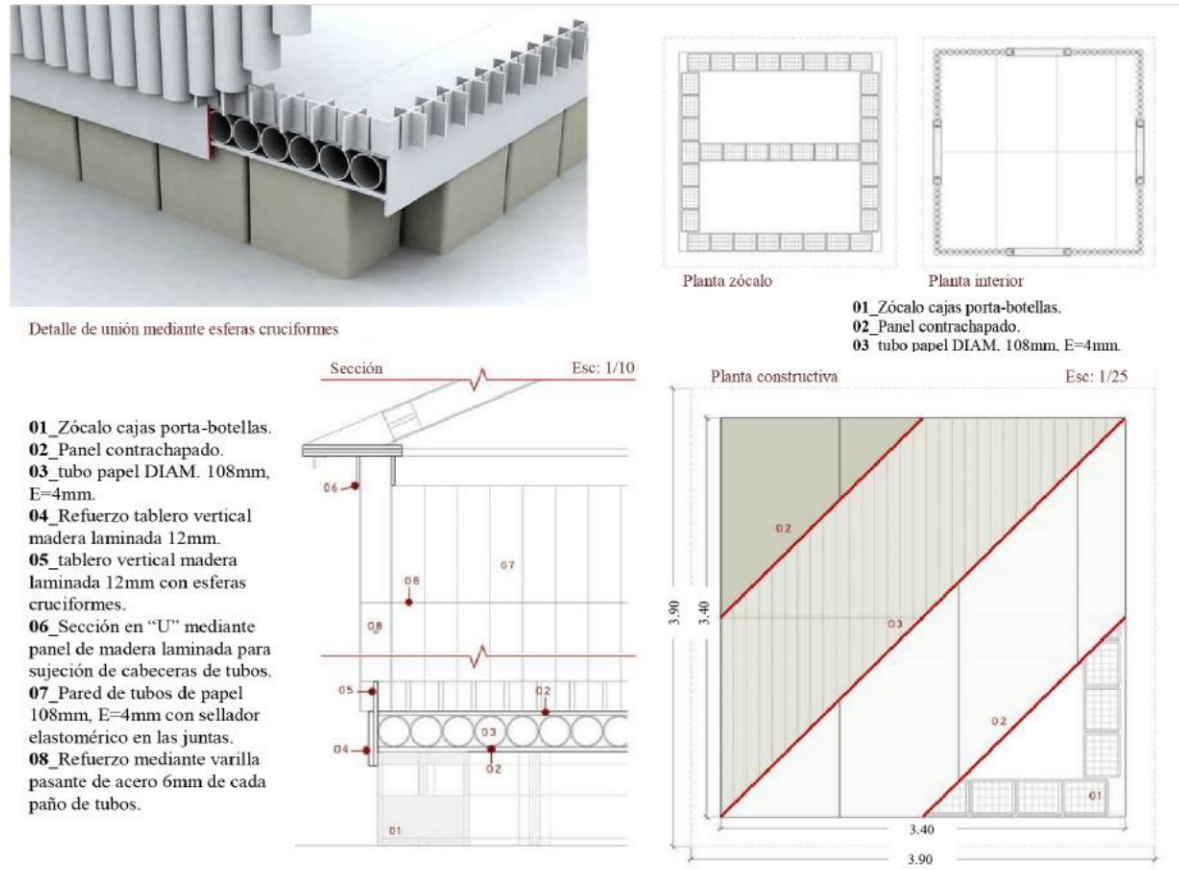 Planta zócalo
Planta interior
01_Zócalo cajas porta-botellas.
02_Panel contrachapado.
03_tubo papel DIAM. 108mm, E=4mm.
Detalle de unión mediante esferas cruciformes
01_Zócalo cajas porta-botellas.
02_Panel contrachapado.
03_tubo papel DIAM. 108mm,
E=4mm.
04_Refuerzo tablero vertical
madera laminada 12mm.
05_tablero vertical madera
laminada 12mm con esferas
cruciformes.
06_Sección en “U” mediante
panel de madera laminada para
sujeción de cabeceras de tubos.
07_Pared de tubos de papel
108mm, E=4mm con sellador
elastomérico en las juntas.
08_Refuerzo mediante varilla
pasante de acero 6mm de cada
paño de tubos.
Sección
Esc: 1/10
06
07
08
08
05
02
03
04
02
01
Planta constructiva
Esc: 1/25
02
03
02
01
3.90
3.40
3.40
3.90